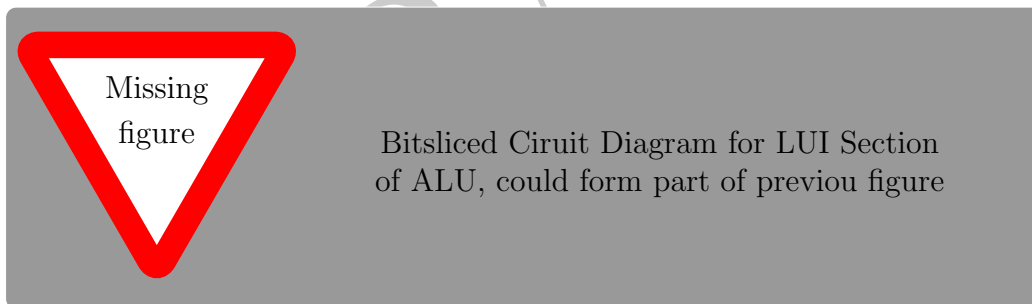 Missing
figure
Bitsliced Ciruit Diagram for LUI Section
of ALU, could form part of previou figure